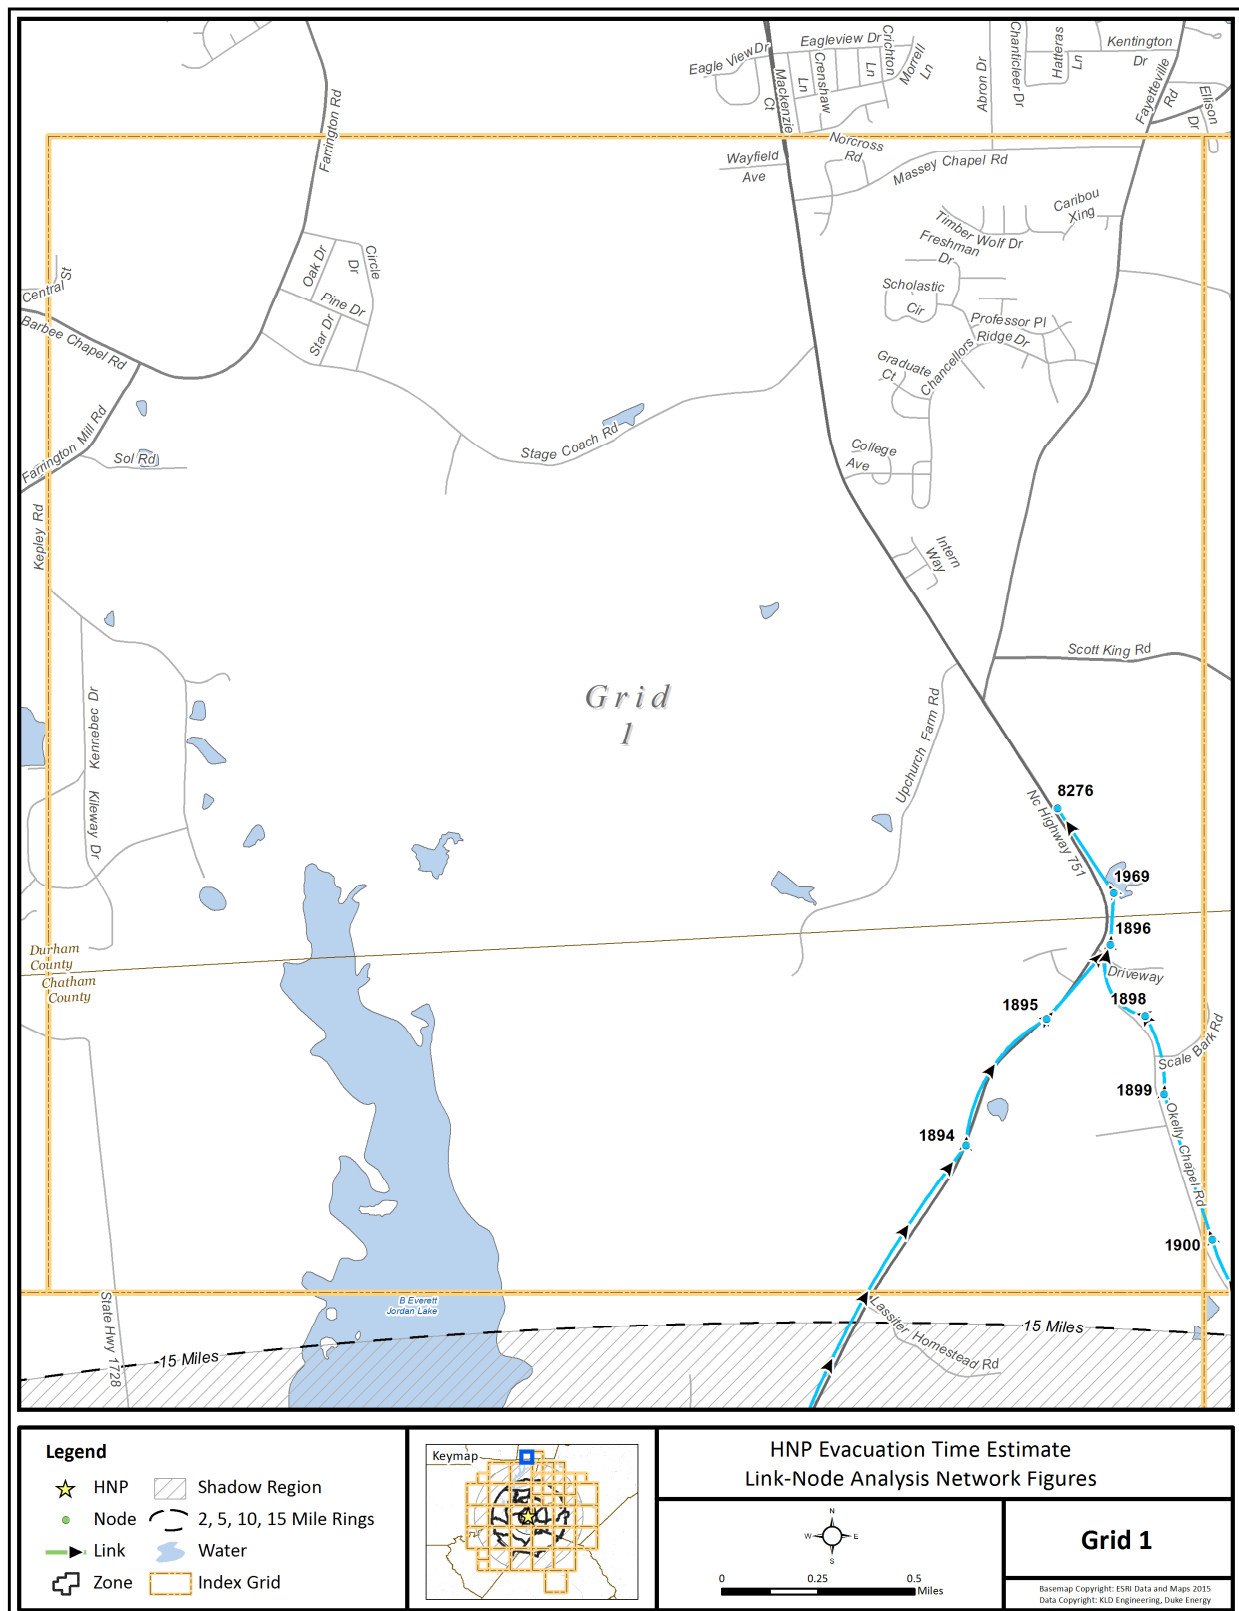 Eagle View Dr
Eagleview Dr
Mackenzie
Ct
Crenshaw
Ln
Crichton
Ln
Morrell
Ln
Abron Dr
Chanticleer Dr
Hatteras
Ln
Kentington
Dr
Fayetteville
Rd
Ellison
Dr
Farrington Rd
Wayfield
Ave
Norcross
Rd
Massey Chapel Rd
Caribou
Xing
Timber Wolf Dr
Freshman
Dr
Scholastic
Cir
Professor Pl
Ridge Dr
Chancellors
Graduate
Ct
College
Ave
Intern
Way
Central St
Barbee Chapel Rd
Oak Dr
Circle
Dr
Pine Dr
Star Dr
Farrington Mill Rd
Sol Rd
Stage Coach Rd
Kepley Rd
Scott King Rd
Grid
1
Kennebec Dr
Kileway Dr
Upchurch Farm Rd
Nc Highway 751
8276
1969
1896
Driveway
Durham
County
Chatham
County
1895
1898
Scale Bark Rd
1899
Okelly Chapel Rd
1894
1900
State Hwy 1728
B Everett
Jordan Lake
Lassiter Homestead Rd
15 Miles
15 Miles
Legend
HNP
Shadow Region
Node
2, 5, 10, 15 Mile Rings
Link
Water
Zone
Index Grid
Keymap
HNP Evacuation Time Estimate
Link-Node Analysis Network Figures
N
W
E
S
0
0.25
0.5
Miles
Grid 1
Basemap Copyright: ESRI Data and Maps 2015
Data Copyright: KLD Engineering, Duke Energy